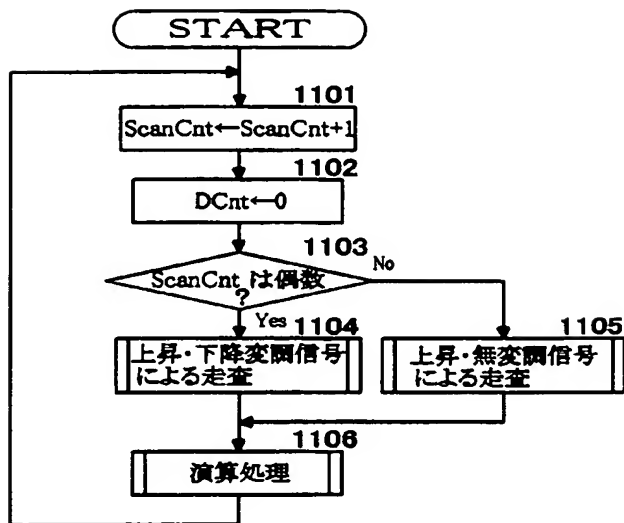 START
1101
ScanCnt←ScanCnt+1
1102
DCnt←0
1103
ScanCnt は偶数
?
No
Yes
1104
上昇・下降変調信号
による走査
1105
上昇・無変調信号
による走査
1106
演算処理